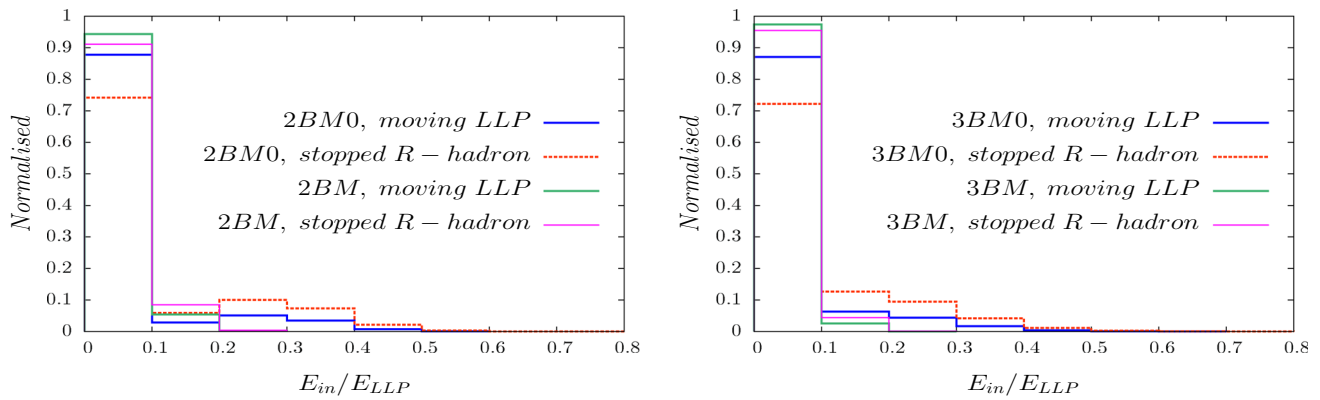 1
0.9
0.8
0.7
0.6
0.5
0.4
0.3
0.2
0.1
0
Normalised
2BM0, moving LLP
2BM0, stopped R − hadron
2BM, moving LLP
2BM, stopped R − hadron
0 0.1 0.2 0.3 0.4 0.5 0.6 0.7 0.8
E_in/E_LLP
1
0.9
0.8
0.7
0.6
0.5
0.4
0.3
0.2
0.1
0
Normalised
3BM0, moving LLP
3BM0, stopped R − hadron
3BM, moving LLP
3BM, stopped R − hadron
0 0.1 0.2 0.3 0.4 0.5 0.6 0.7 0.8
E_in/E_LLP